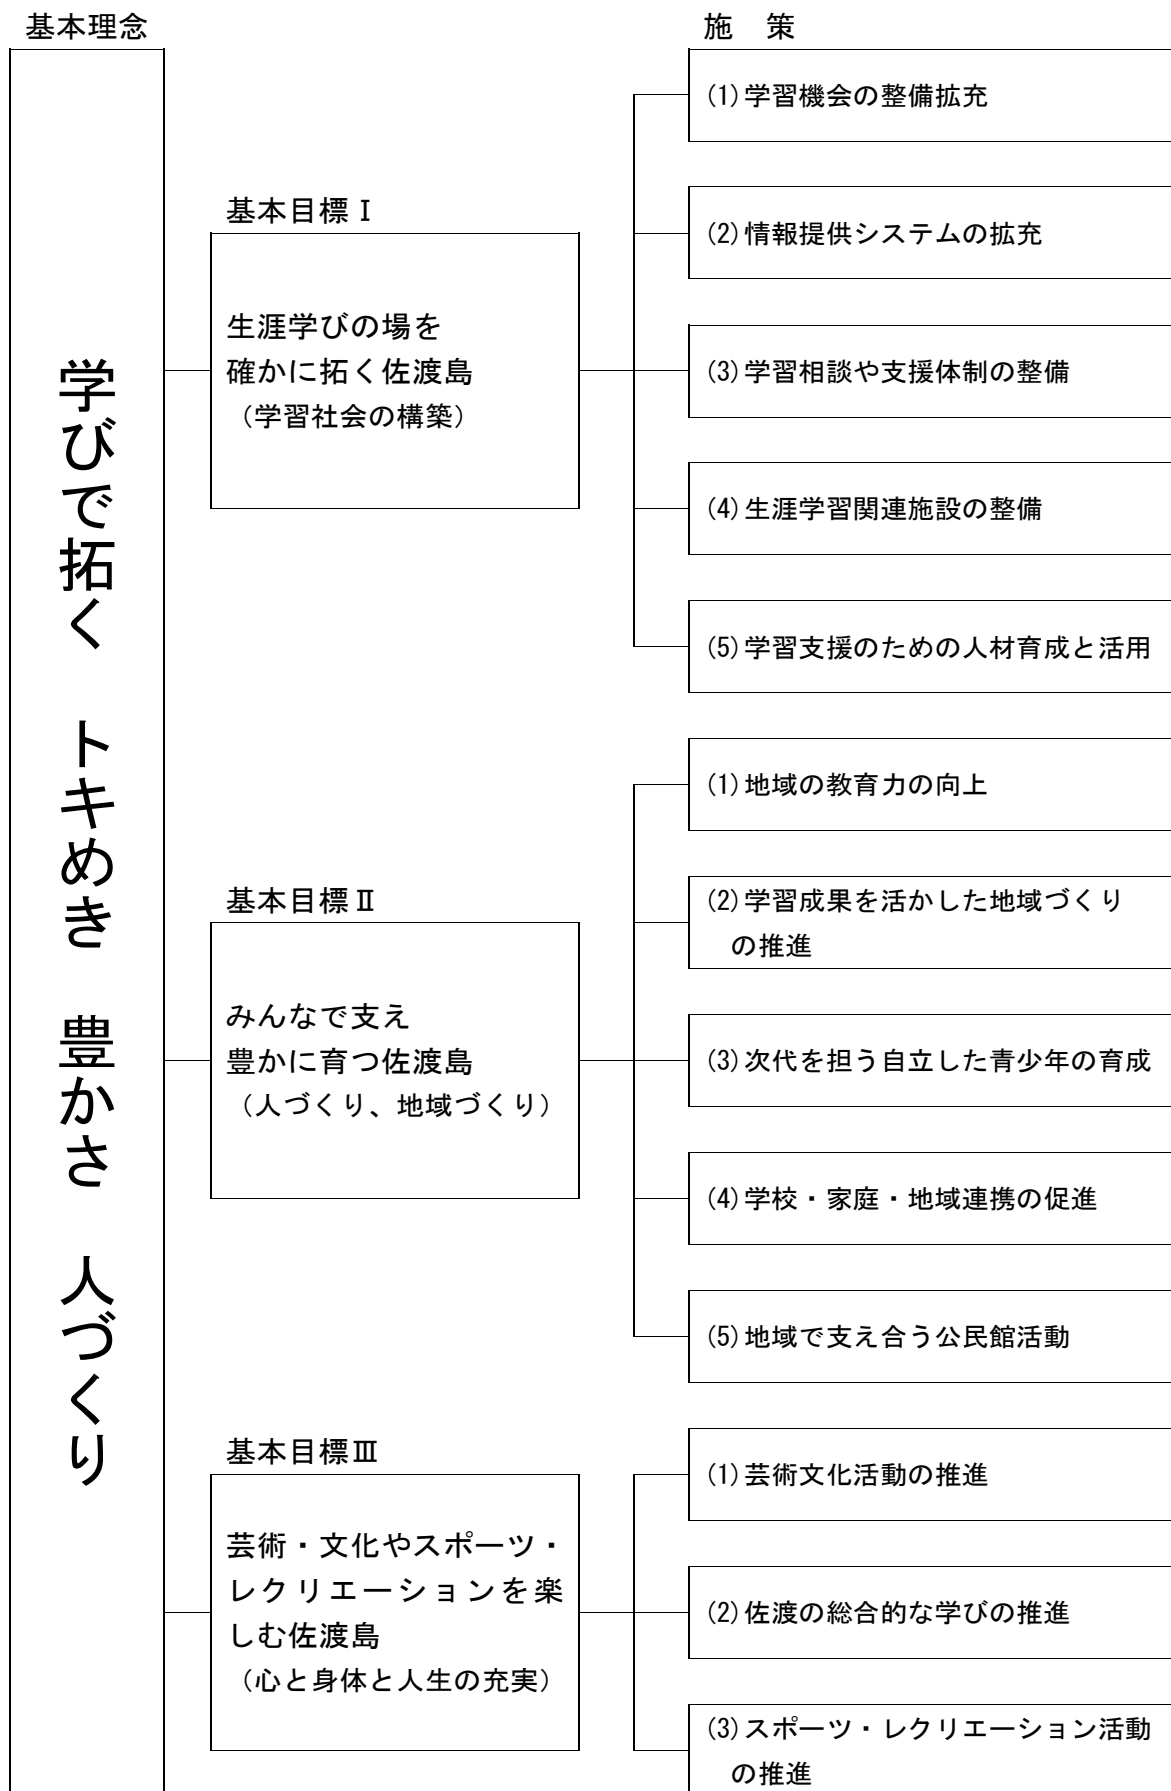 基本理念
学びで拓く　トキめき　豊かさ　人づくり
施　策
基本目標Ⅰ
生涯学びの場を
確かに拓く佐渡島
（学習社会の構築）
(1)学習機会の整備拡充
(2)情報提供システムの拡充
(3)学習相談や支援体制の整備
(4)生涯学習関連施設の整備
(5)学習支援のための人材育成と活用
基本目標Ⅱ
みんなで支え
豊かに育つ佐渡島
（人づくり、地域づくり）
(1)地域の教育力の向上
(2)学習成果を活かした地域づくり
の推進
(3)次代を担う自立した青少年の育成
(4)学校・家庭・地域連携の促進
(5)地域で支え合う公民館活動
基本目標Ⅲ
芸術・文化やスポーツ・
レクリエーションを楽
しむ佐渡島
（心と身体と人生の充実）
(1)芸術文化活動の推進
(2)佐渡の総合的な学びの推進
(3)スポーツ・レクリエーション活動
の推進